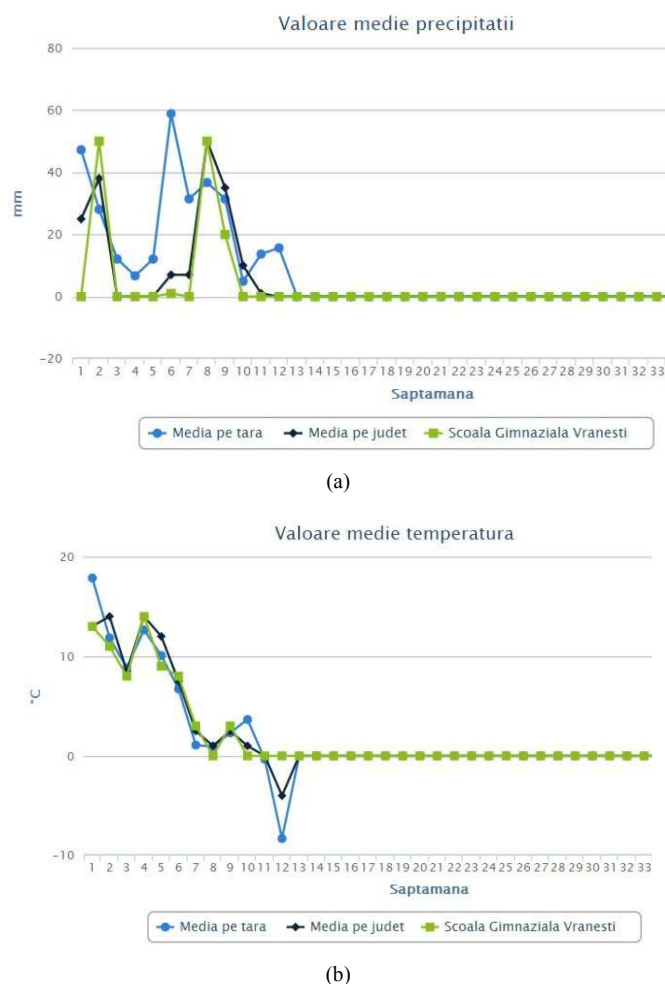 Valoare medie precipitatii
80
60
40
20
0
-20
mm
1 2 3 4 5 6 7 8 9 10 11 12 13 14 15 16 17 18 19 20 21 22 23 24 25 26 27 28 29 30 31 32 33
Saptamana
Media pe tara Media pe judet Scoala Gimnaziala Vranesti
(a)
Valoare medie temperatura
20
10
0
-10
°C
1 2 3 4 5 6 7 8 9 10 11 12 13 14 15 16 17 18 19 20 21 22 23 24 25 26 27 28 29 30 31 32 33
Saptamana
Media pe tara Media pe judet Scoala Gimnaziala Vranesti
(b)